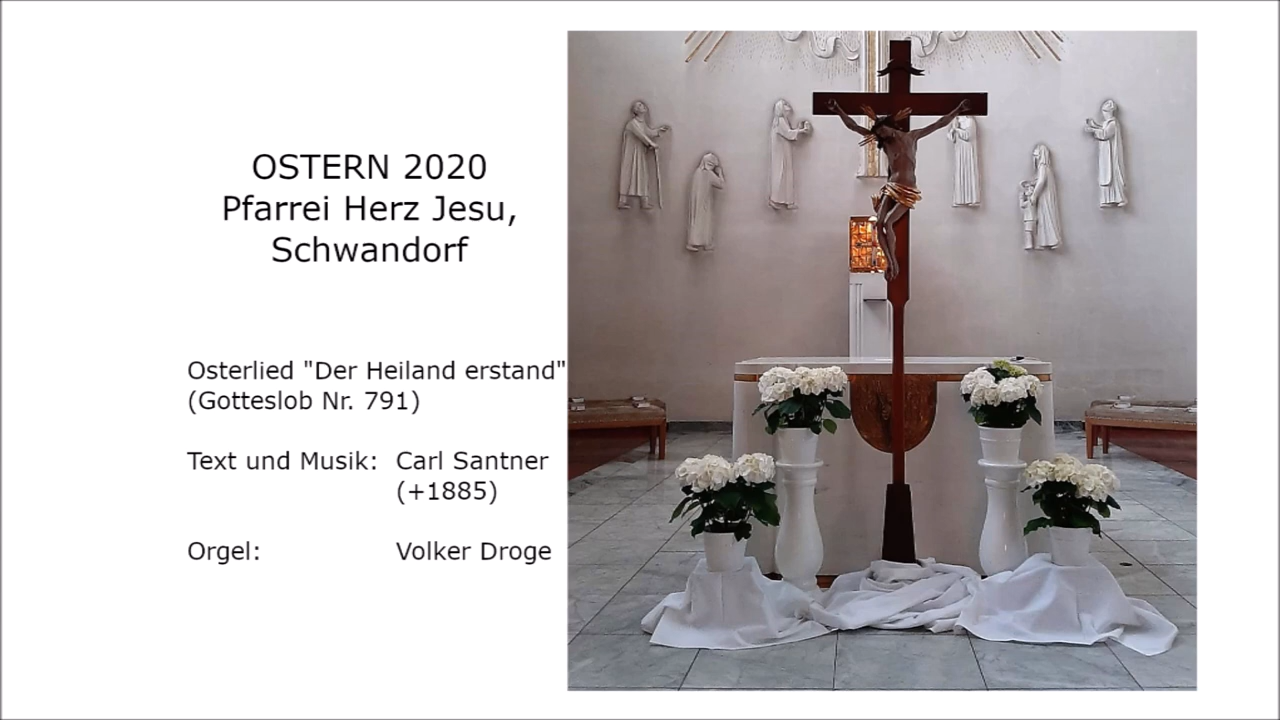 OSTERN 2020
Pfarrei Herz Jesu,
Schwandorf
Osterlied "Der Heiland erstand"
(Gotteslob Nr. 791)
Text und Musik: Carl Santner
(+1885)
Orgel: Volker Droge